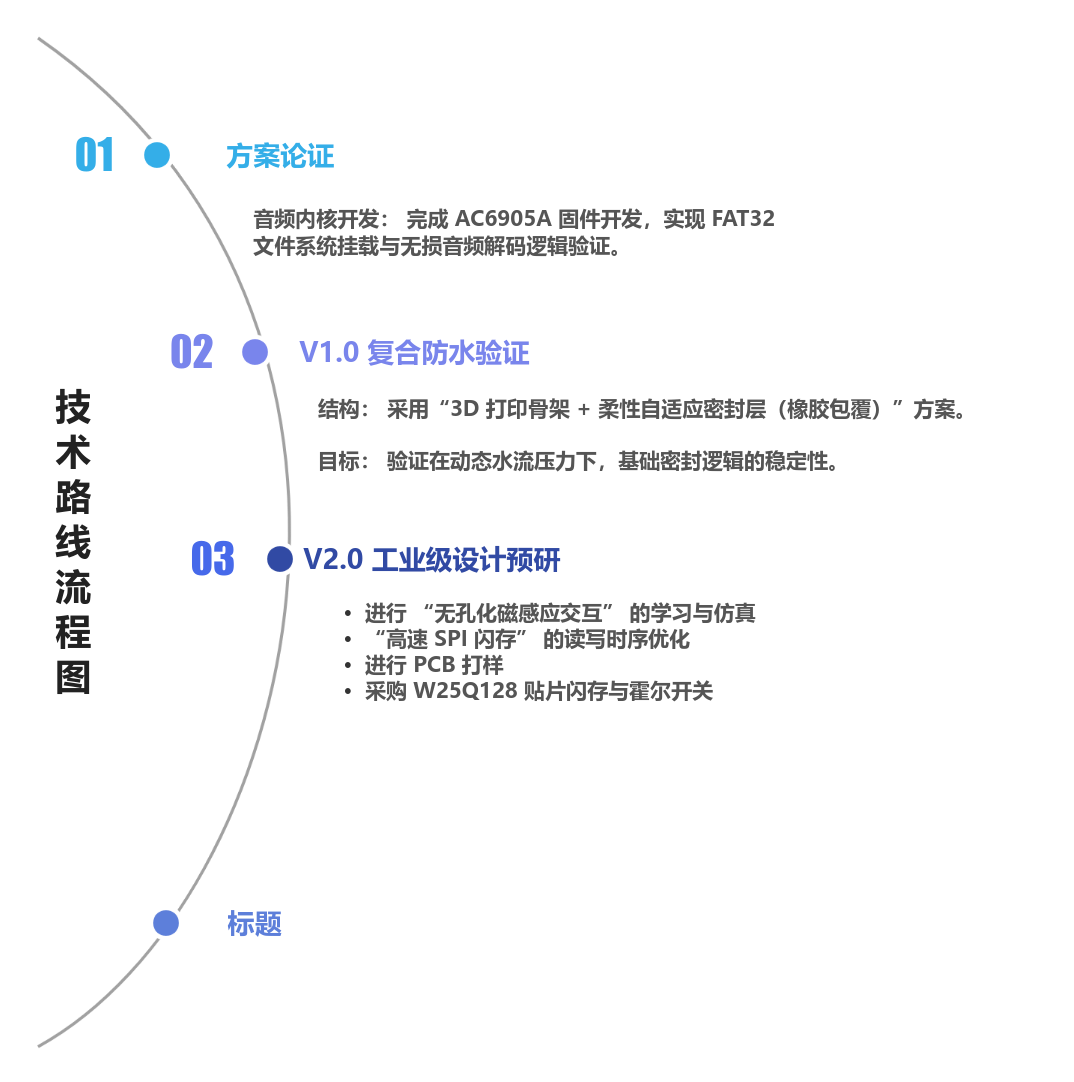 技术路线流程图
01
方案论证
音频内核开发： 完成 AC6905A 固件开发，实现 FAT32
文件系统挂载与无损音频解码逻辑验证。
02
V1.0 复合防水验证
结构： 采用“3D 打印骨架 + 柔性自适应密封层（橡胶包覆）”方案。
目标： 验证在动态水流压力下，基础密封逻辑的稳定性。
03
V2.0 工业级设计预研
• 进行 “无孔化磁感应交互” 的学习与仿真
• “高速 SPI 闪存” 的读写时序优化
• 进行 PCB 打样
• 采购 W25Q128 贴片闪存与霍尔开关
标题